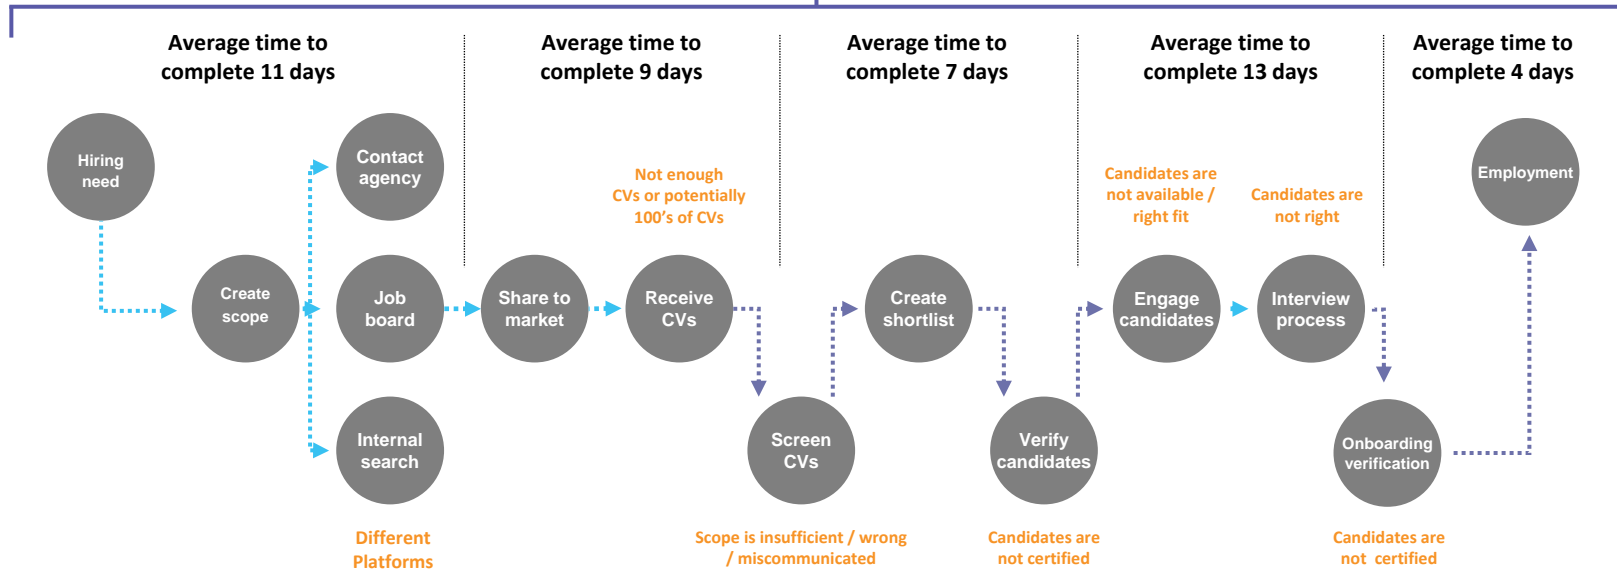 Average time to
complete 11 days
Average time to
complete 9 days
Average time to
complete 7 days
Average time to
complete 13 days
Average time to
complete 4 days
Hiring
need
Create
scope
Contact
agency
Job
board
Internal
search
Different
Platforms
Share to
market
Not enough
CVs or potentially
100’s of CVs
Receive
CVs
Screen
CVs
Scope is insufficient / wrong
/ miscommunicated
Create
shortlist
Verify
candidates
Candidates are
not certified
Candidates are
not available /
right fit
Engage
candidates
Candidates are
not right
Interview
process
Onboarding
verification
Candidates are
not certified
Employment